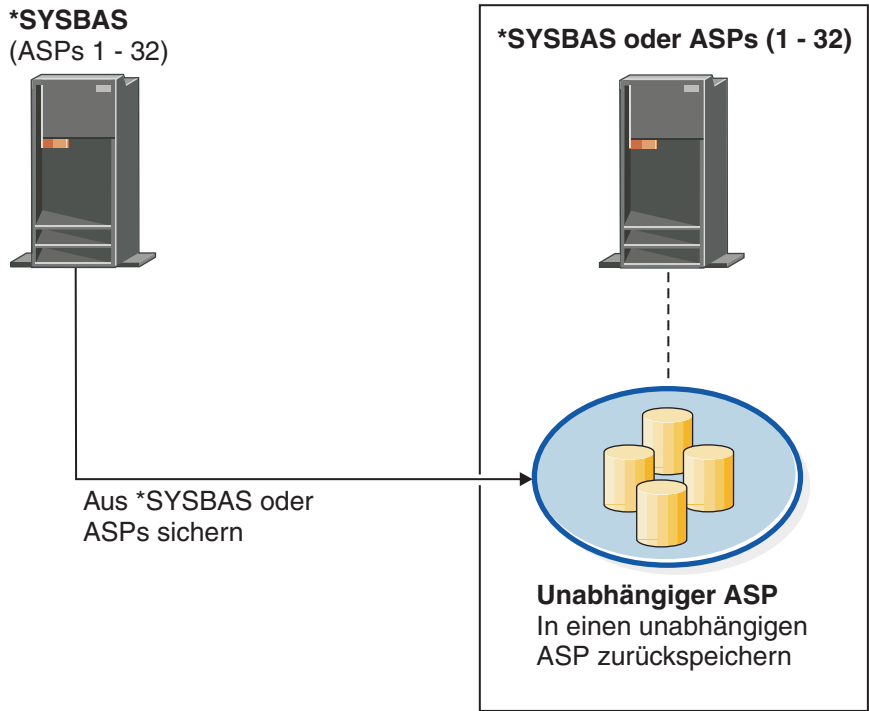 *SYSBAS
(ASPs 1 - 32)
*SYSBAS oder ASPs (1 - 32)
Aus *SYSBAS oder
ASPs sichern
Unabhängiger ASP
In einen unabhängigen
ASP zurückspeichern